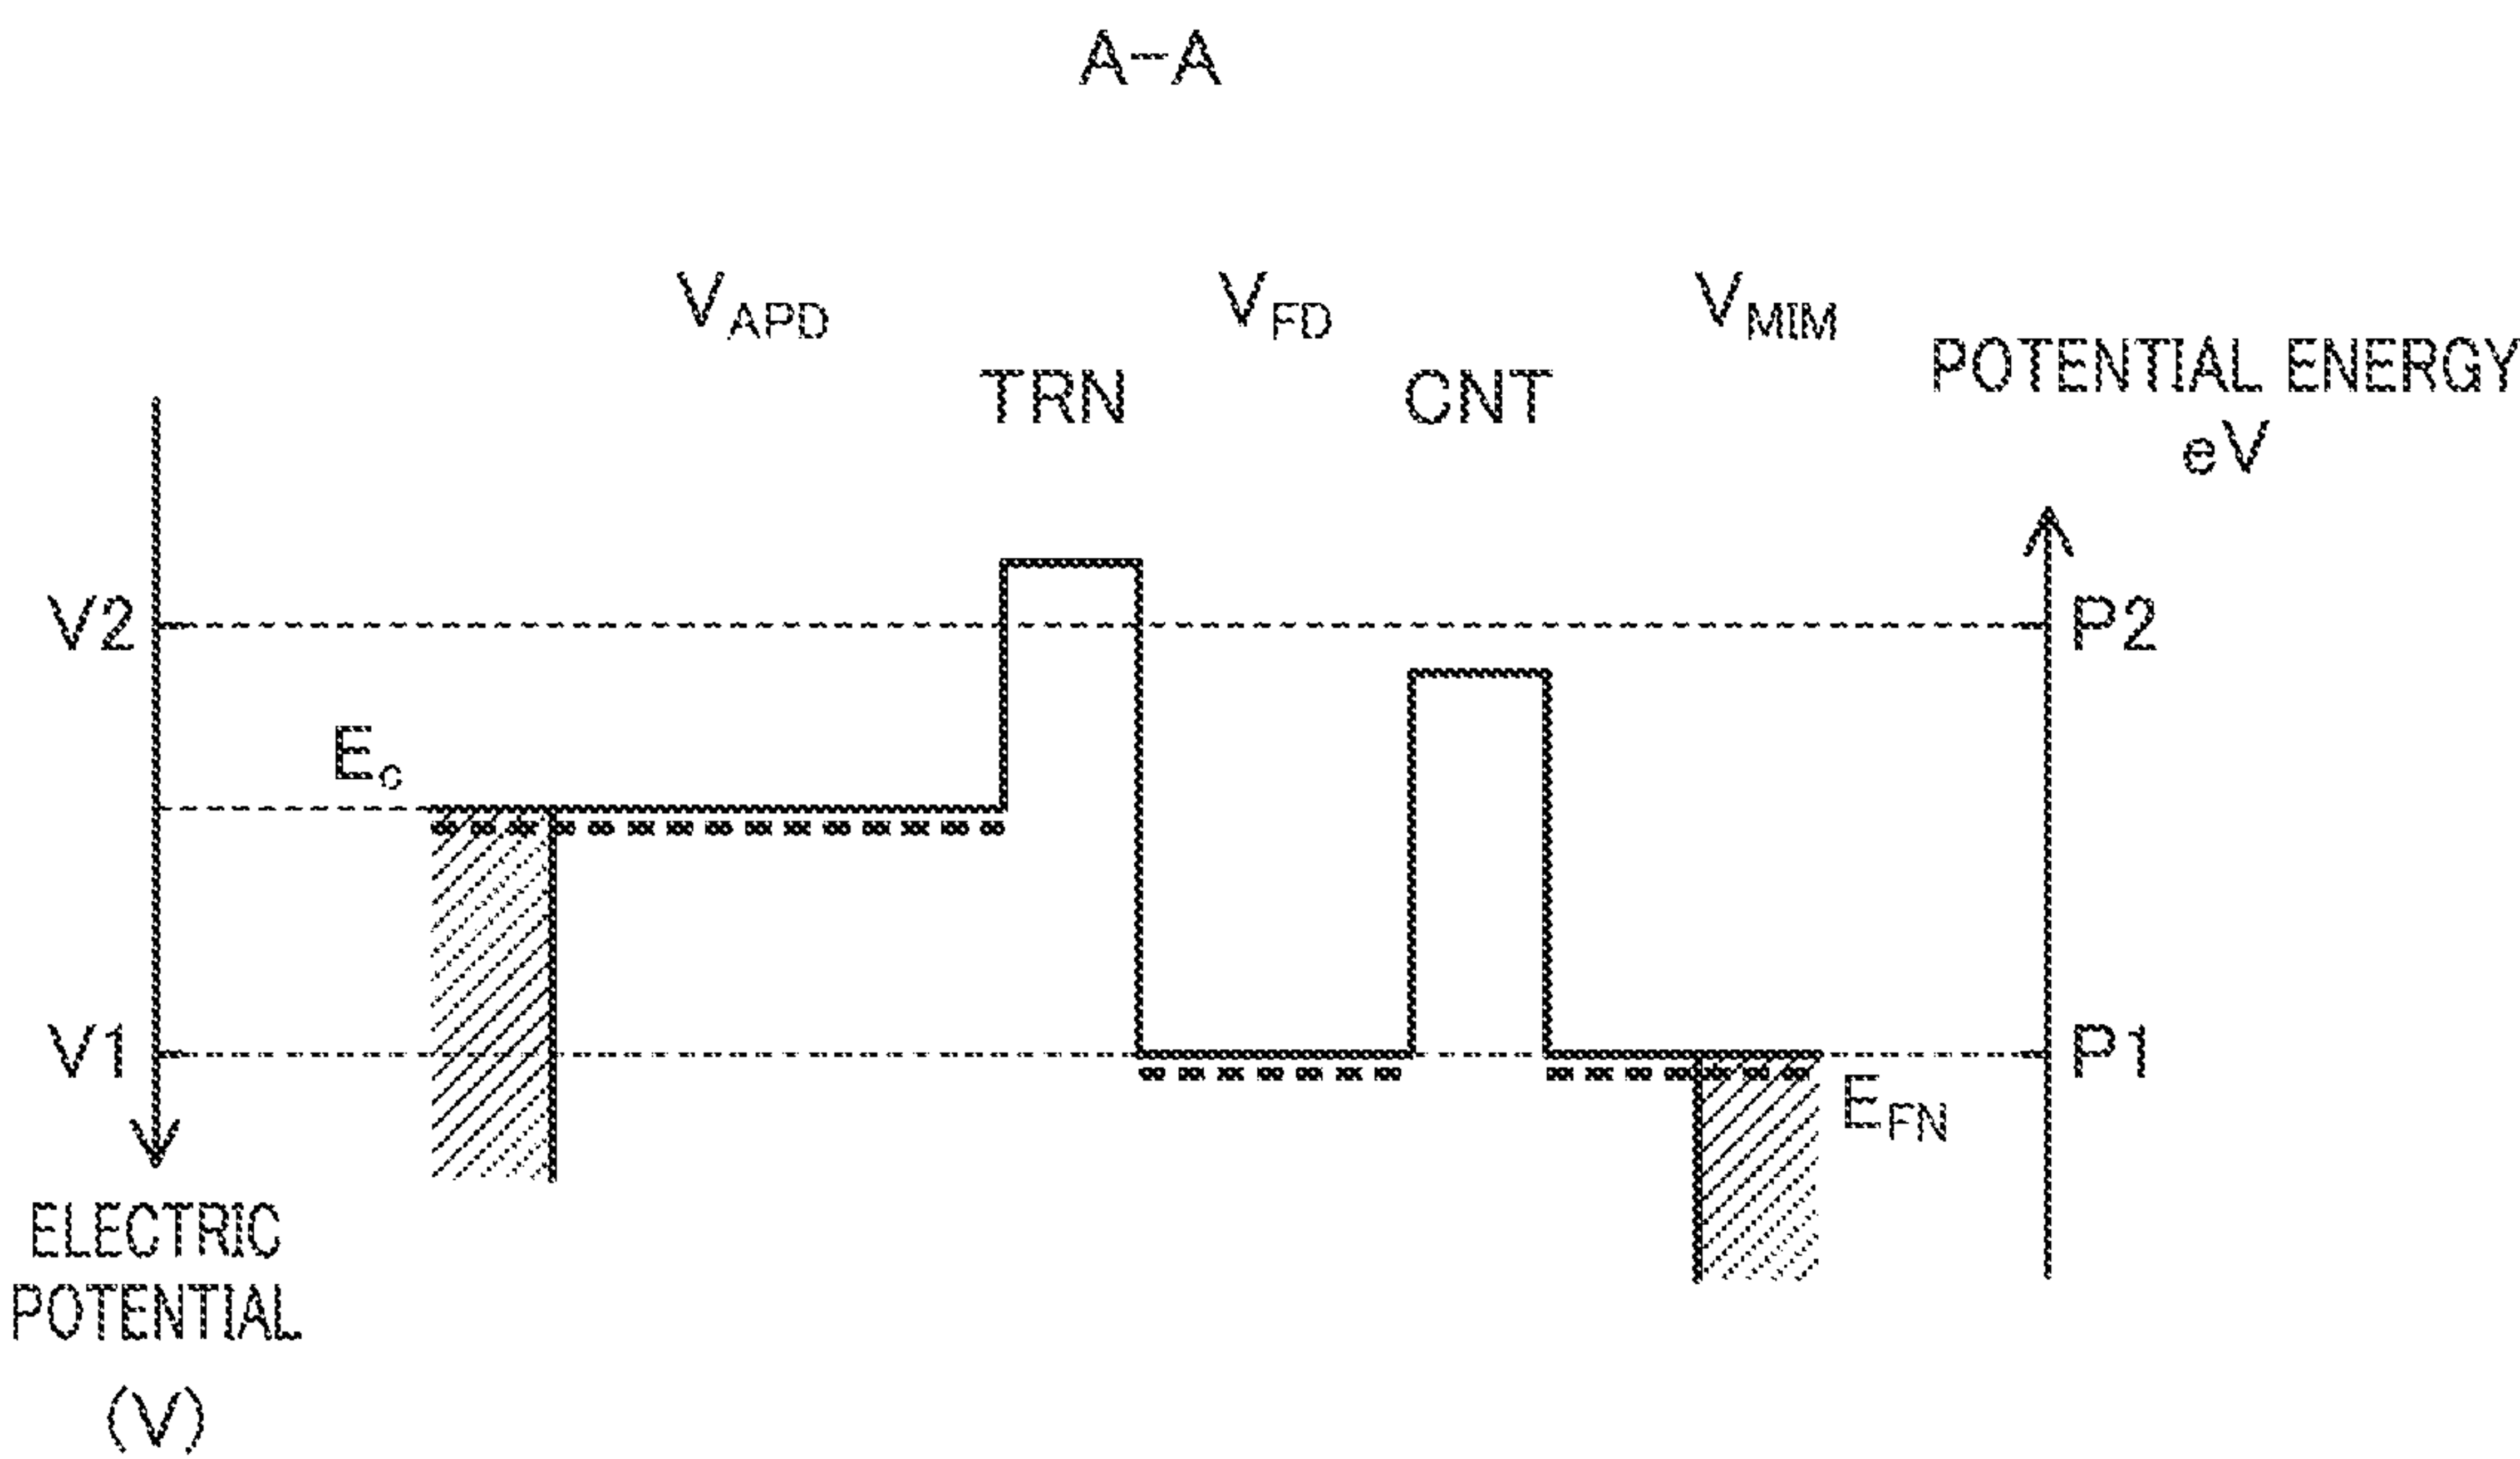 A-A
V_APD V_FD V_MIM
TRN CNT
POTENTIAL ENERGY
eV
V2 P2
E_C
V1 P1
E_FN
ELECTRIC
POTENTIAL
(V)